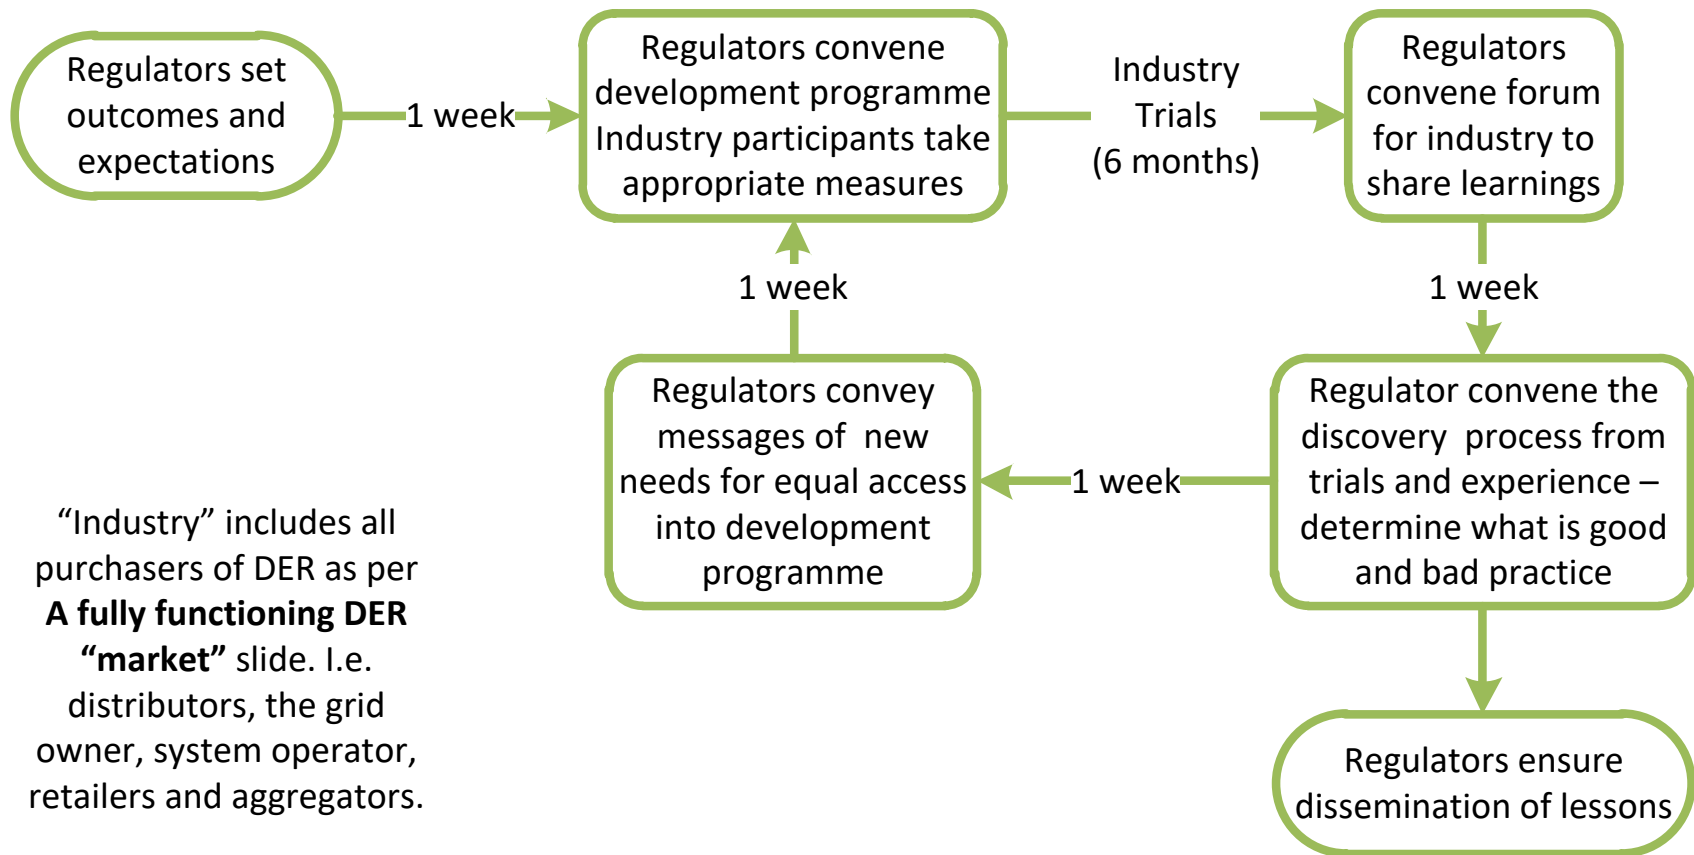 Regulators set
outcomes and
expectations
1 week
Regulators convene
development programme
Industry participants take
appropriate measures
Industry
Trials
(6 months)
Regulators
convene forum
for industry to
share learnings
1 week
1 week
Regulators convey
messages of  new
needs for equal access
into development
programme
1 week
Regulator convene the
discovery  process from
trials and experience –
determine what is good
and bad practice
“Industry” includes all
purchasers of DER as per
A fully functioning DER
“market” slide. I.e.
distributors, the grid
owner, system operator,
retailers and aggregators.
Regulators ensure
dissemination of lessons